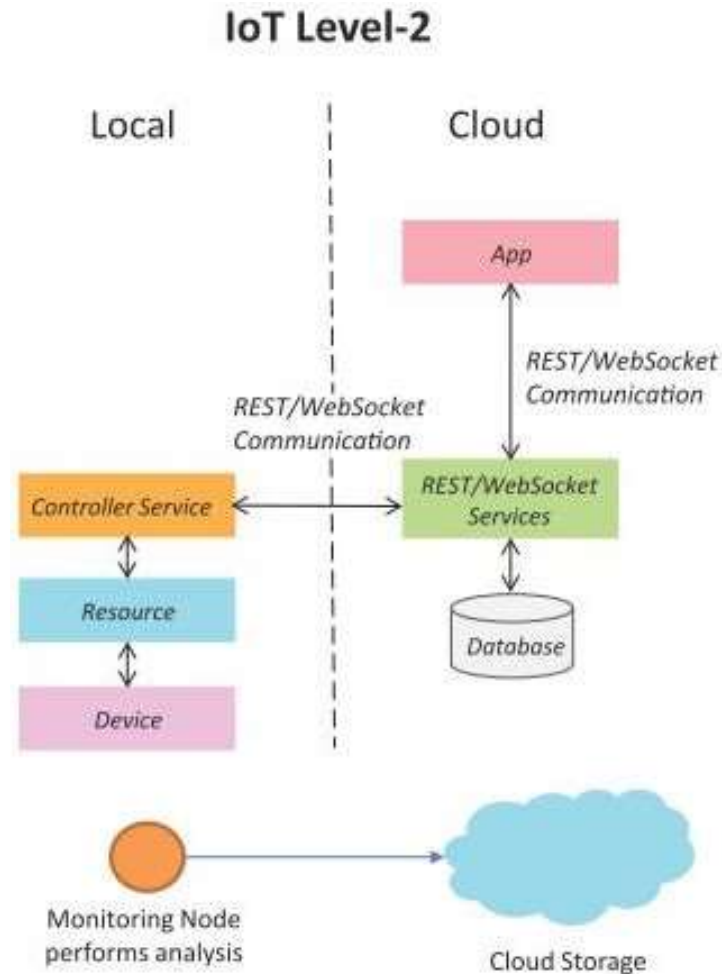 IoT Level-2
Local
Cloud
App
REST/WebSocket
Communication
REST/WebSocket
Communication
Controller Service
REST/WebSocket
Services
Resource
Database
Device
Monitoring Node
performs analysis
Cloud Storage